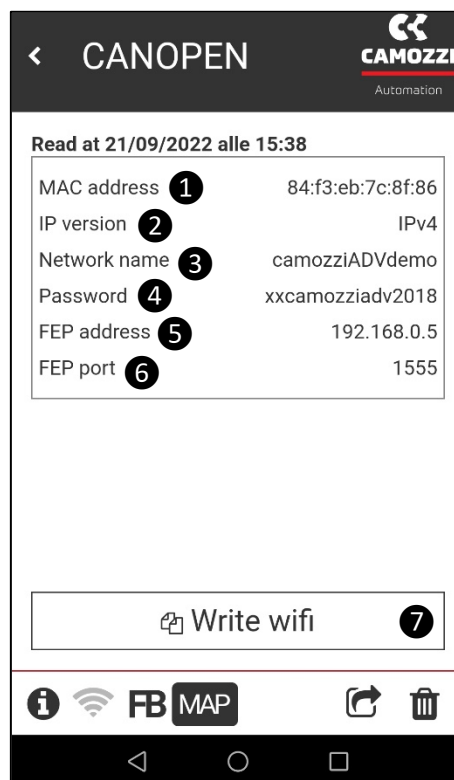 CANOPEN
CAMOZZI
Automation
Read at 21/09/2022 alle 15:38
MAC address 1 84:f3:eb:7c:8f:86
IP version 2 IPv4
Network name 3 camozziADVdemo
Password 4 xxcamozziadv2018
FEP address 5 192.168.0.5
FEP port 6 1555
Write wifi 7
FB MAP